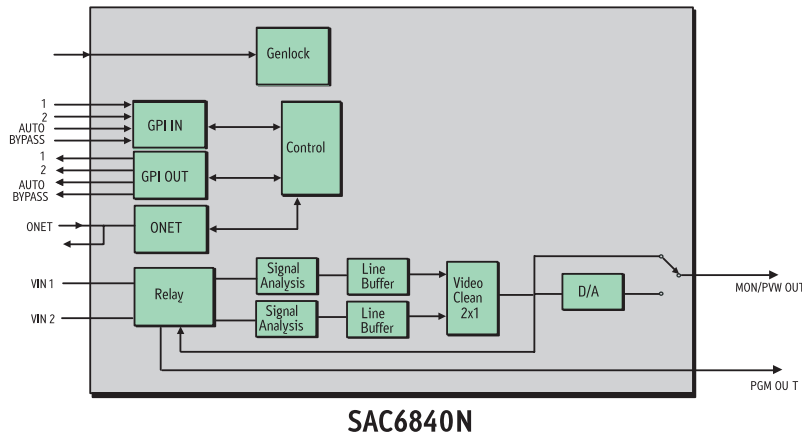 Genlock
1
2
AUTO
BYPASS
GPI IN
Control
1
2
AUTO
BYPASS
GPI OUT
ONET
ONET
VIN 1
VIN 2
Relay
Signal
Analysis
Line
Buffer
Signal
Analysis
Line
Buffer
Video
Clean
2x1
D/A
MON/PVW OUT
PGM OU T
SAC6840N